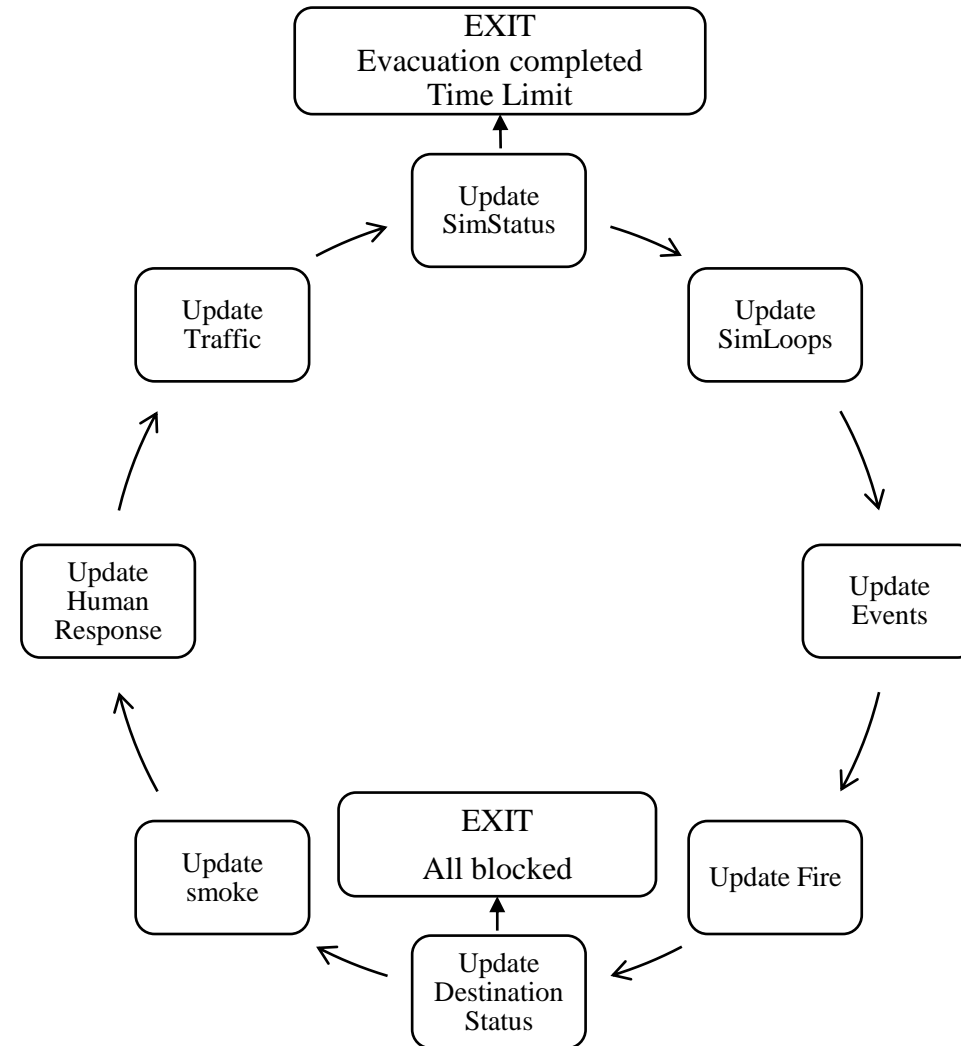 EXIT
Evacuation completed
Time Limit
Update
SimStatus
Update
SimLoops
Update
Events
Update Fire
Update
Destination
Status
EXIT
All blocked
Update
smoke
Update
Human
Response
Update
Traffic